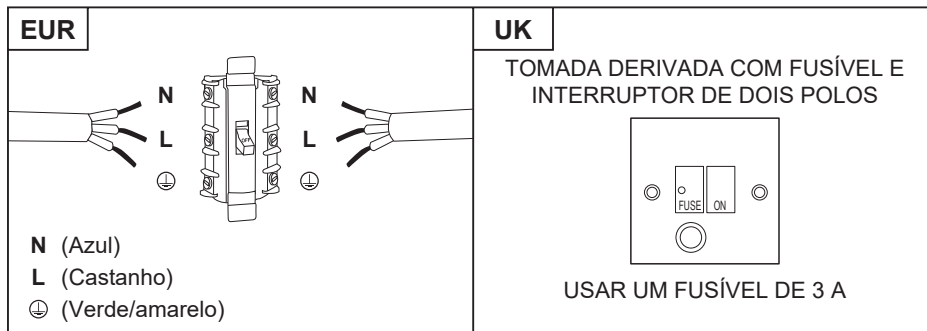 EUR
N
L
N
L
OFF
N (Azul)
L (Castanho)
(Verde/amarelo)
UK
TOMADA DERIVADA COM FUSÍVEL E
INTERRUPTOR DE DOIS POLOS
FUSE ON
USAR UM FUSÍVEL DE 3 A